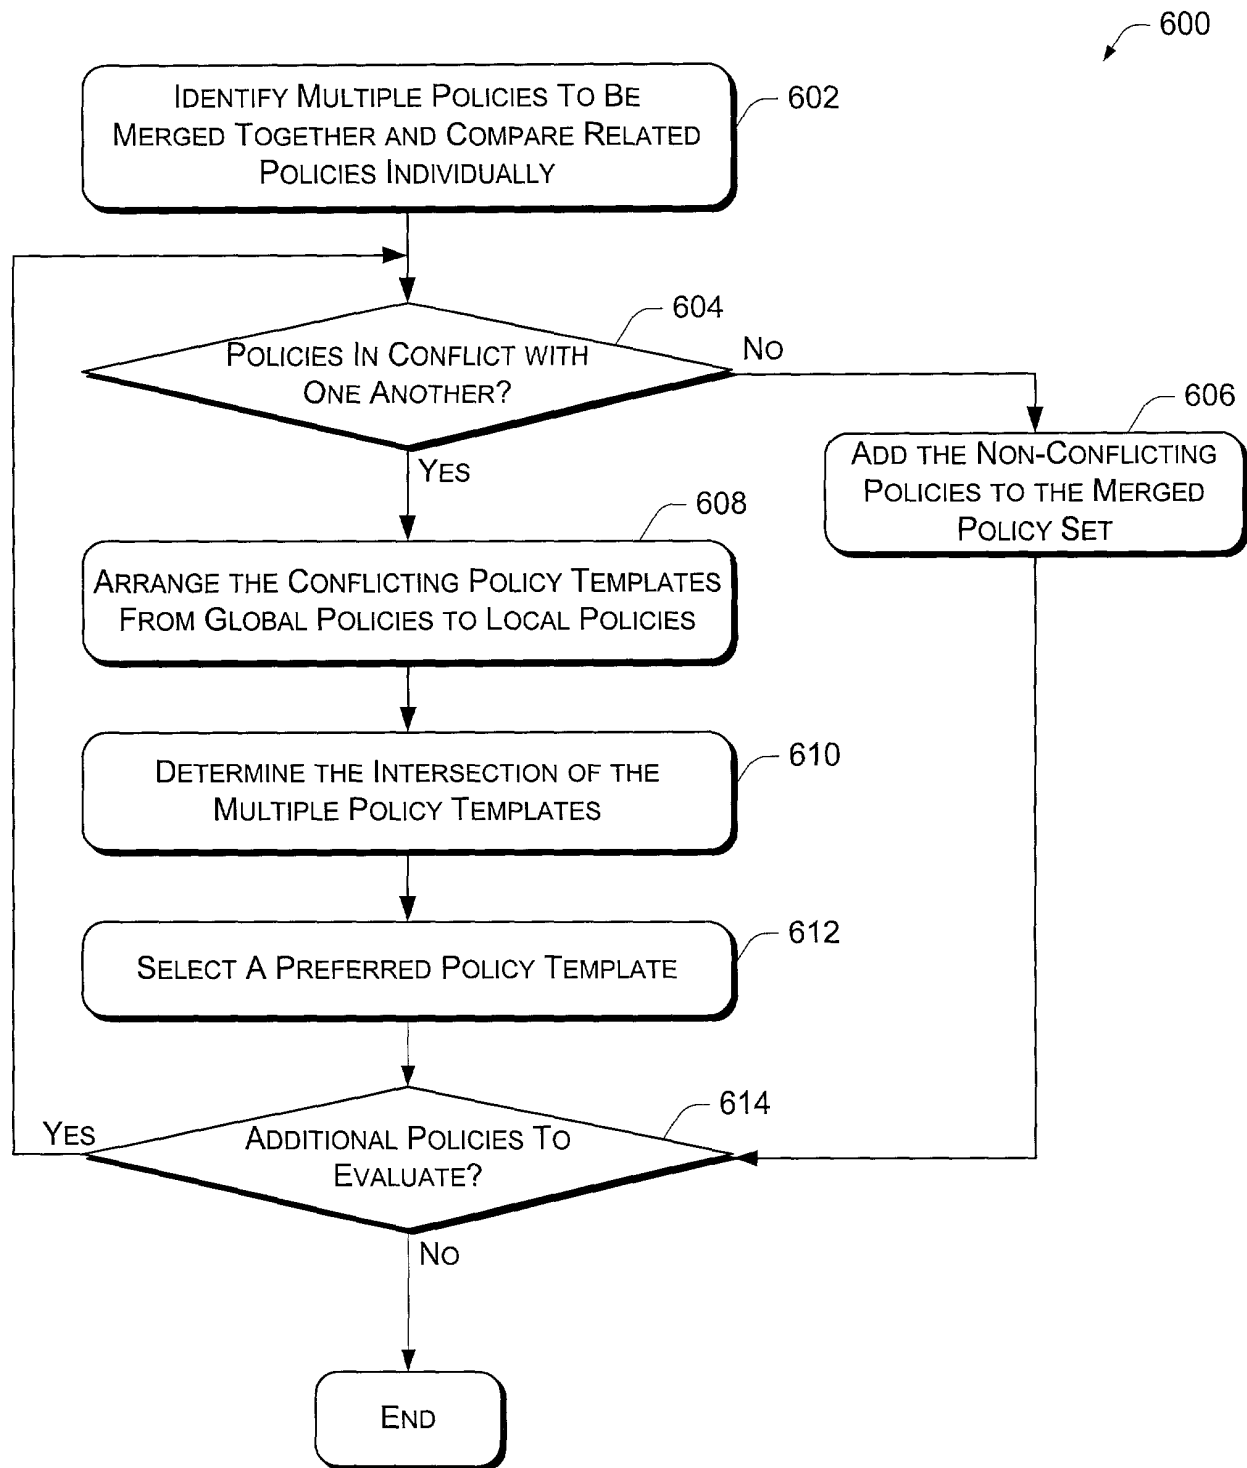 600
IDENTIFY MULTIPLE POLICIES TO BE
MERGED TOGETHER AND COMPARE RELATED
POLICIES INDIVIDUALLY
602
POLICIES IN CONFLICT WITH
ONE ANOTHER?
604
NO
YES
606
ADD THE NON-CONFLICTING
POLICIES TO THE MERGED
POLICY SET
608
ARRANGE THE CONFLICTING POLICY TEMPLATES
FROM GLOBAL POLICIES TO LOCAL POLICIES
610
DETERMINE THE INTERSECTION OF THE
MULTIPLE POLICY TEMPLATES
612
SELECT A PREFERRED POLICY TEMPLATE
614
YES
ADDITIONAL POLICIES TO
EVALUATE?
NO
END